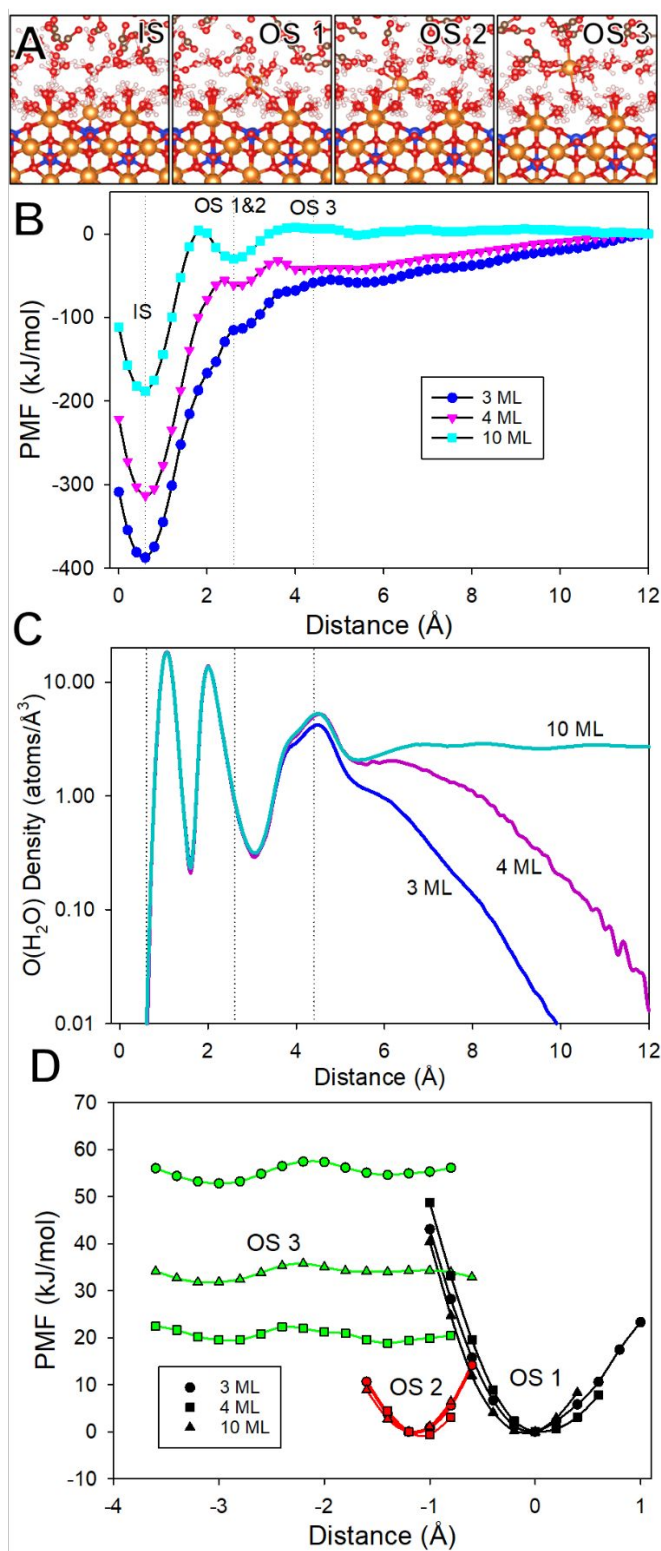 A
IS
OS 1
OS 2
OS 3
B
OS 1&2
OS 3
IS
0
-100
-200
-300
-400
PMF (kJ/mol)
3 ML
4 ML
10 ML
0 2 4 6 8 10 12
Distance (Å)
C
10.00
1.00
0.10
0.01
O(H₂O) Density (atoms/Å³)
10 ML
4 ML
3 ML
0 2 4 6 8 10 12
Distance (Å)
D
70
60
50
40
30
20
10
0
-10
PMF (kJ/mol)
OS 3
OS 2
OS 1
3 ML
4 ML
10 ML
-4 -3 -2 -1 0 1
Distance (Å)